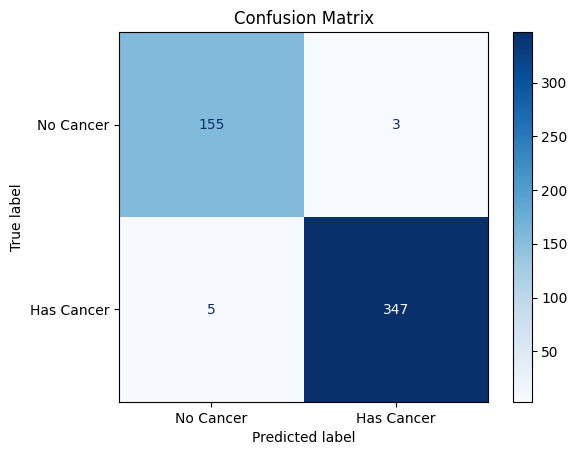 Confusion Matrix
True label
No Cancer
155
3
Has Cancer
5
347
No Cancer
Has Cancer
Predicted label
300
250
200
150
100
50